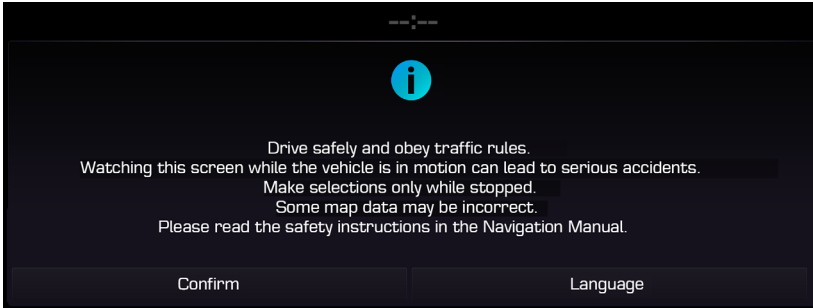 --:--
Drive safely and obey traffic rules.
Watching this screen while the vehicle is in motion can lead to serious accidents.
Make selections only while stopped.
Some map data may be incorrect.
Please read the safety instructions in the Navigation Manual.
Confirm Language